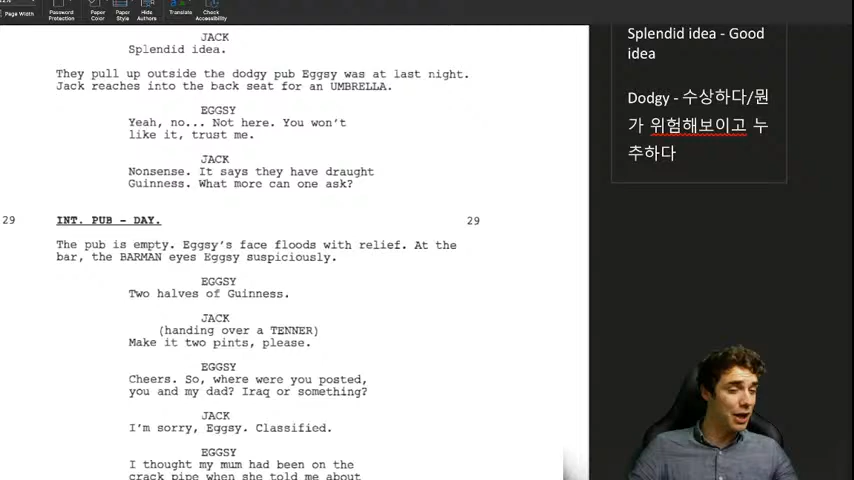 Page Width
Password
Protection
Paper
Color
Paper
Style
Hide
Authors
Translate
Check
Accessibility
JACK
Splendid idea.
They pull up outside the dodgy pub Eggsy was at last night.
Jack reaches into the back seat for an UMBRELLA.
EGGSY
Yeah, no... Not here. You won't
like it, trust me.
JACK
Nonsense. It says they have draught
Guinness. What more can one ask?
29 INT. PUB – DAY. 29
The pub is empty. Eggsy's face floods with relief. At the
bar, the BARMAN eyes Eggsy suspiciously.
EGGSY
Two halves of Guinness.
JACK
(handing over a TENNER)
Make it two pints, please.
EGGSY
Cheers. So, where were you posted,
you and my dad? Iraq or something?
JACK
I'm sorry, Eggsy. Classified.
EGGSY
I thought my mum had been on the
crack pipe when she told me about
Splendid idea - Good
idea
Dodgy - 수상하다/뭔
가 위험해보이고 누
추하다